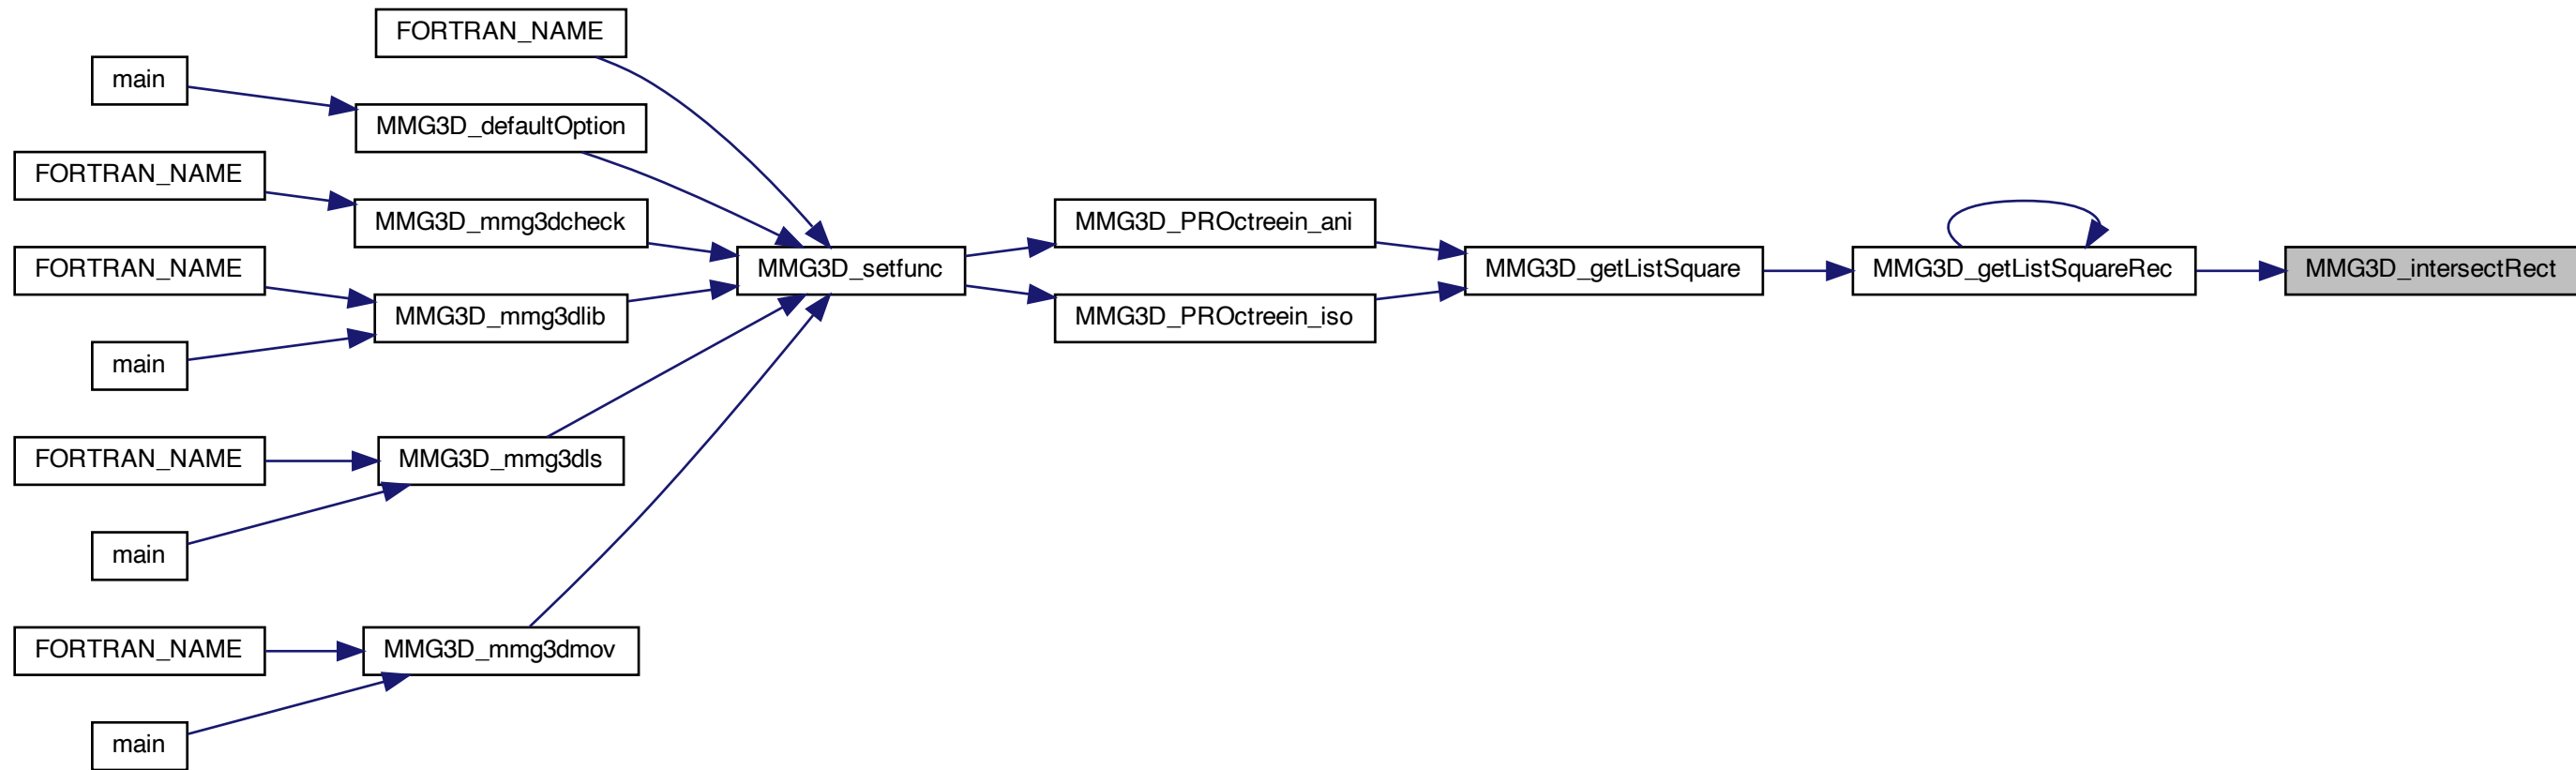 FORTRAN_NAME
main
MMG3D_defaultOption
FORTRAN_NAME
MMG3D_mmg3dcheck
MMG3D_PROctreein_ani
FORTRAN_NAME
MMG3D_setfunc
MMG3D_getListSquare
MMG3D_getListSquareRec
MMG3D_intersectRect
MMG3D_mmg3dlib
MMG3D_PROctreein_iso
main
FORTRAN_NAME
MMG3D_mmg3dls
main
FORTRAN_NAME
MMG3D_mmg3dmov
main